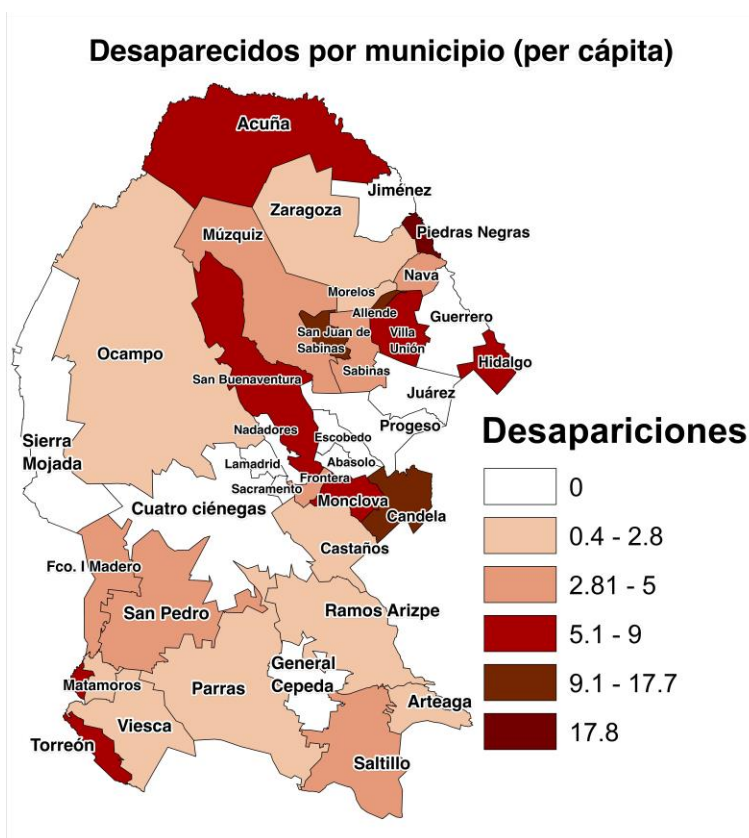 Desaparecidos por municipio (per cápita)
Acuña
Jiménez
Zaragoza
Piedras Negras
Múzquiz
Nava
Morelos
Allende
Guerrero
San Juan de
Sabinas
Villa
Unión
Ocampo
Hidalgo
Sabinas
San Buenaventura
Juárez
Progeso
Nadadores
Escobedo
Sierra
Mojada
Lamadrid
Abasolo
Frontera
Sacramento
Monclova
Cuatro ciénegas
Candela
Castaños
Fco. I Madero
San Pedro
Ramos Arizpe
General
Cepeda
Matamoros
Parras
Arteaga
Viesca
Torreón
Saltillo
Desapariciones
0
0.4 - 2.8
2.81 - 5
5.1 - 9
9.1 - 17.7
17.8